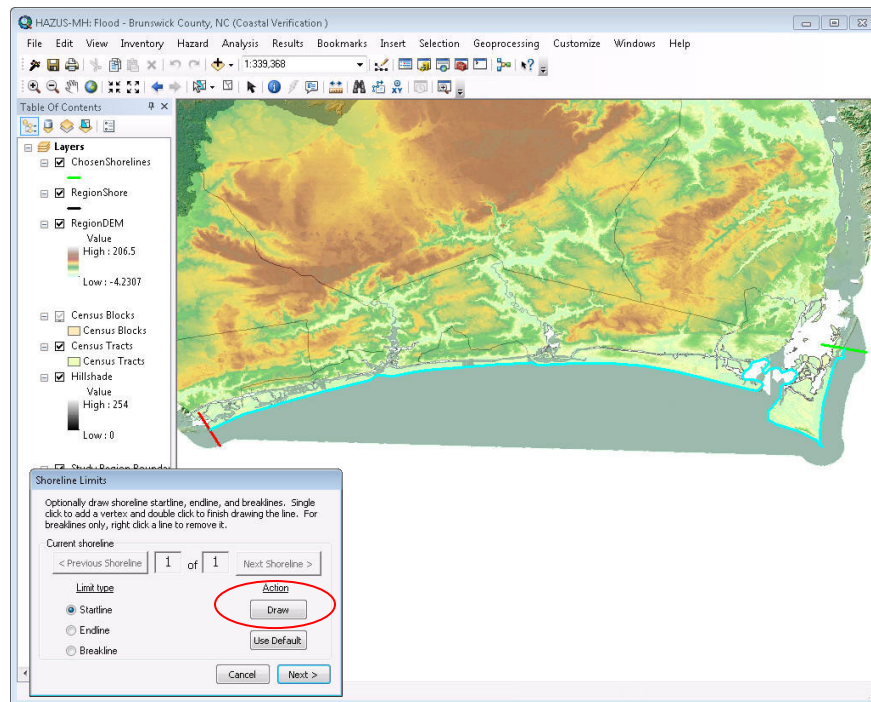 HAZUS-MH: Flood - Brunswick County, NC (Coastal Verification )
File Edit View Inventory Hazard Analysis Results Bookmarks Insert Selection Geoprocessing Customize Windows Help
1:339,368
Table Of Contents
Layers
ChosenShorelines
RegionShore
RegionDEM
Value
High : 206.5
Low : -4.2307
Census Blocks
Census Blocks
Census Tracts
Census Tracts
Hillshade
Value
High : 254
Low : 0
Study Region Boundar
Shoreline Limits
Optionally draw shoreline startline, endline, and breaklines. Single
click to add a vertex and double click to finish drawing the line. For
breaklines only, right click a line to remove it.
Current shoreline
< Previous Shoreline 1 of 1 Next Shoreline >
Limit type Action
Startline Draw
Endline
Use Default
Breakline
Cancel Next >